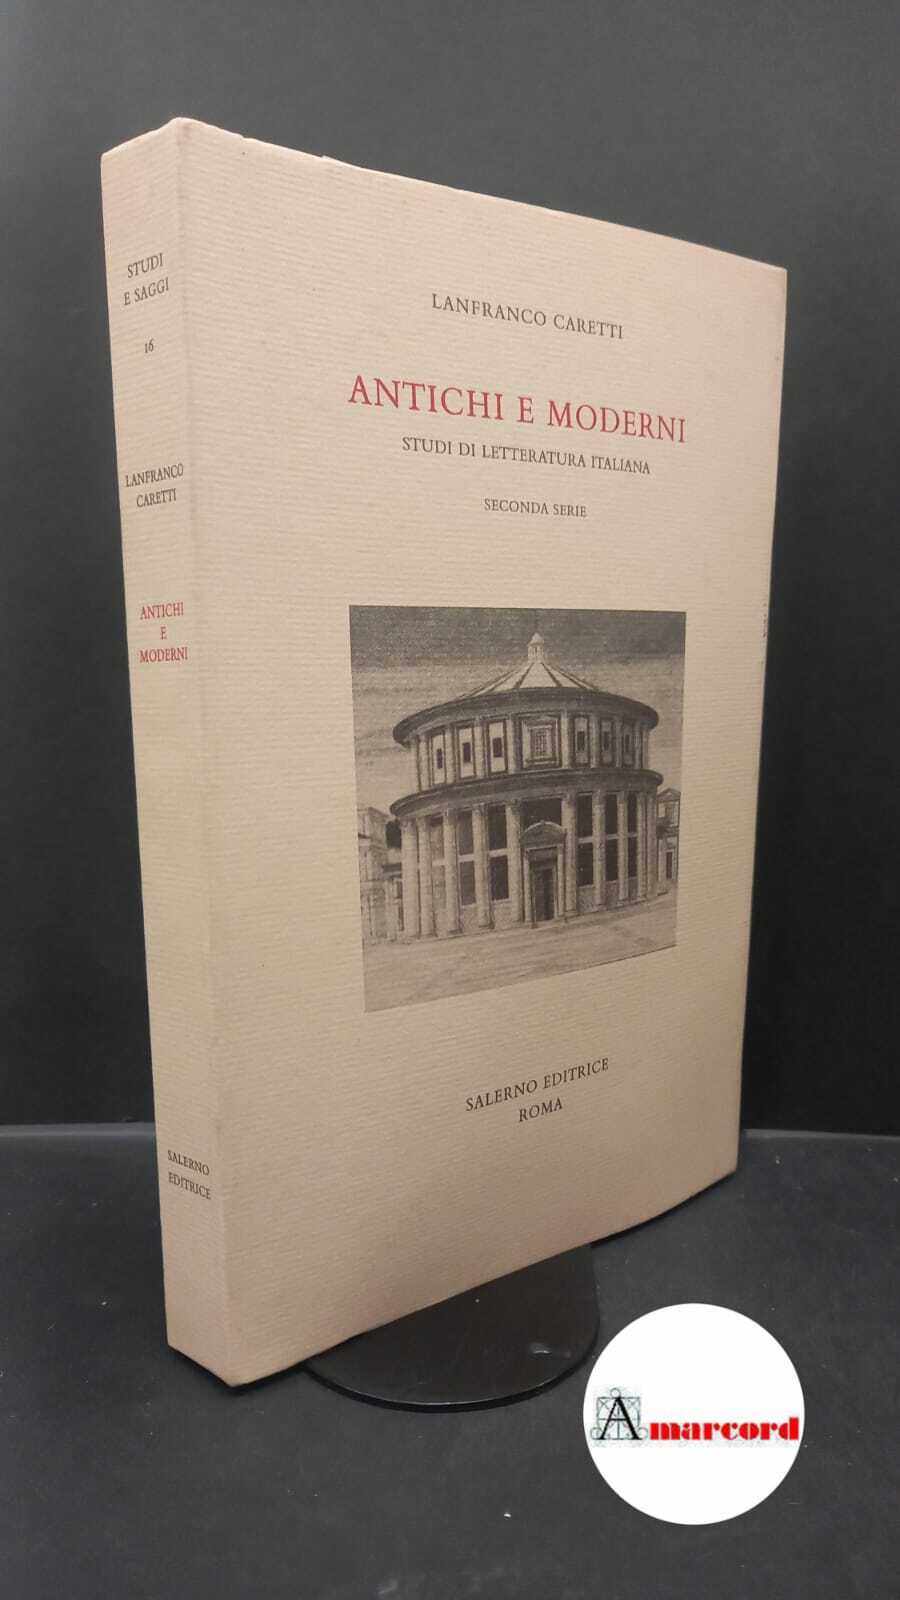 STUDI
E SAGGI
16
LANFRANCO
CARETTI
ANTICHI
E
MODERNI
SALERNO
EDITRICE
LANFRANCO CARETTI
ANTICHI E MODERNI
STUDI DI LETTERATURA ITALIANA
SECONDA SERIE
SALERNO EDITRICE
ROMA
Amarcord